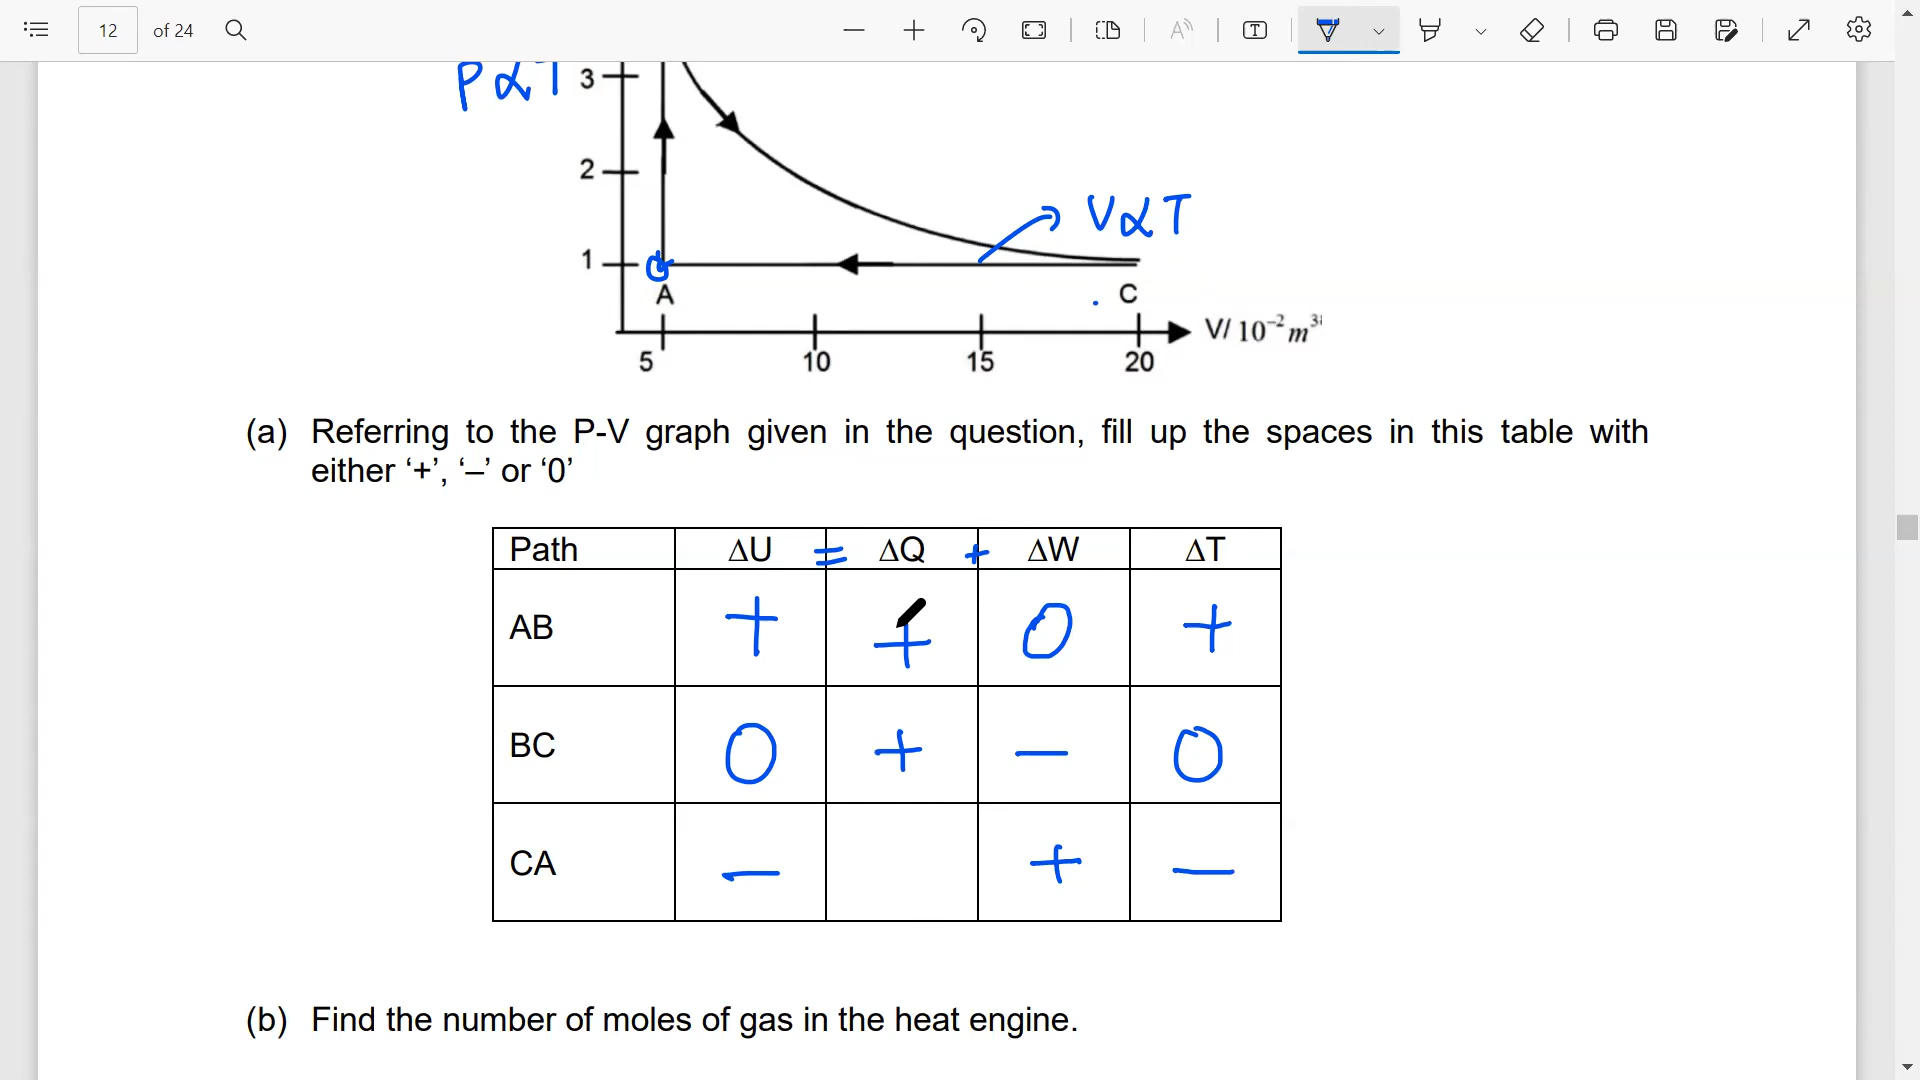 12 of 24
P α T
3
2
V α T
1
A
C
V/ 10⁻² m³
5 10 15 20
(a) Referring to the P-V graph given in the question, fill up the spaces in this table with
either ‘+’, ‘–’ or ‘0’
Path ΔU = ΔQ + ΔW ΔT
AB + + 0 +
BC 0 + − 0
CA − + −
(b) Find the number of moles of gas in the heat engine.